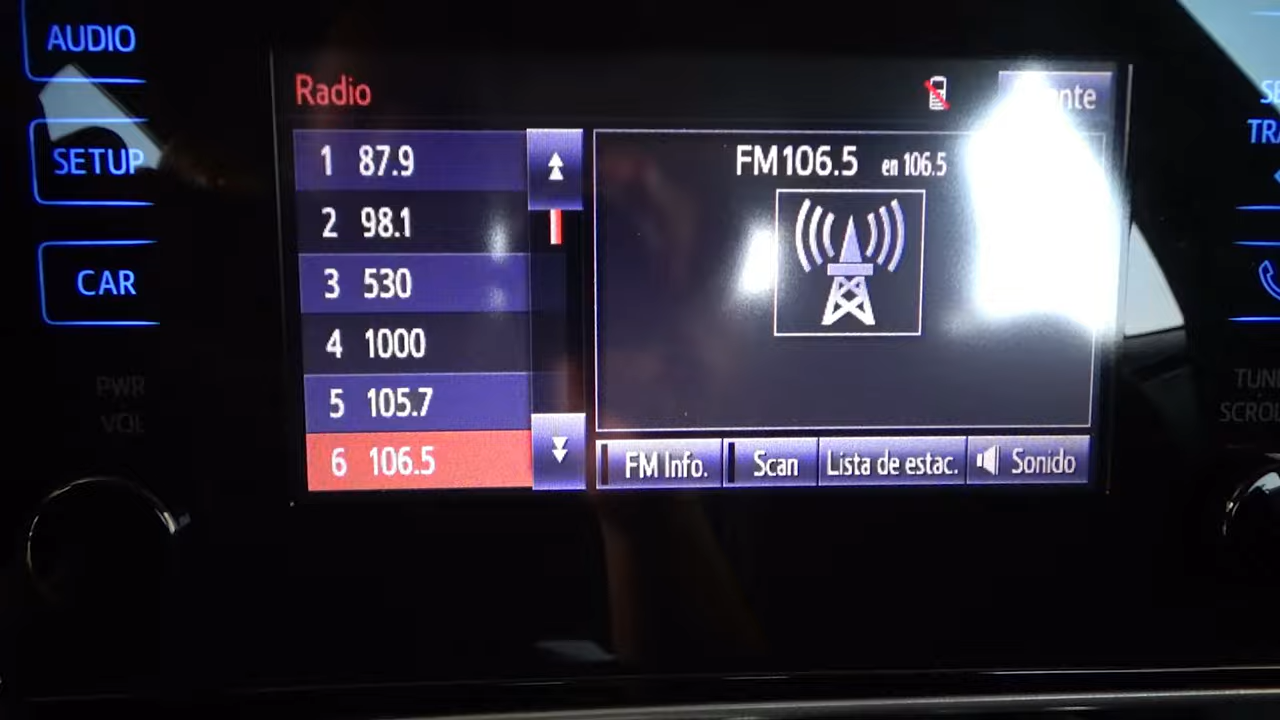 AUDIO
SETUP
CAR
PWR
VOL
Radio
1 87.9
2 98.1
3 530
4 1000
5 105.7
6 106.5
FM106.5 en 106.5
FM Info.
Scan
Lista de estac.
Sonido